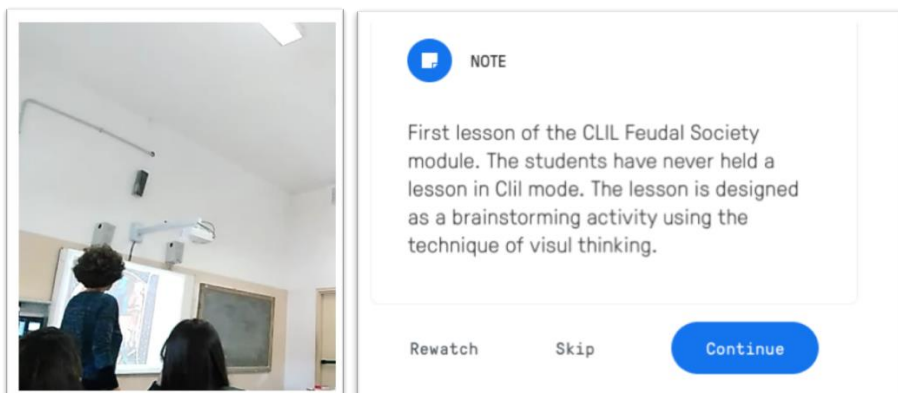 NOTE
First lesson of the CLIL Feudal Society
module. The students have never held a
lesson in Clil mode. The lesson is designed
as a brainstorming activity using the
technique of visul thinking.
Rewatch
Skip
Continue